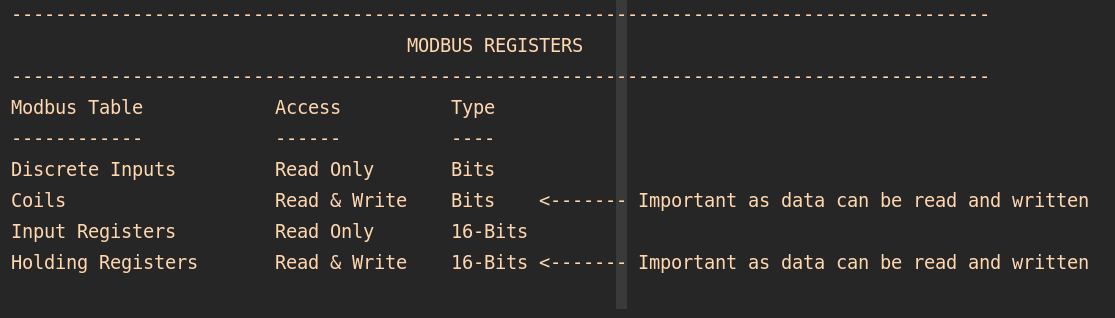 -----------------------------------------------------------------------------------------
                                    MODBUS REGISTERS
-----------------------------------------------------------------------------------------
Modbus Table            Access          Type
------------            ------          ----
Discrete Inputs         Read Only       Bits
Coils                   Read & Write    Bits    <------- Important as data can be read and written
Input Registers         Read Only       16-Bits
Holding Registers       Read & Write    16-Bits <------- Important as data can be read and written